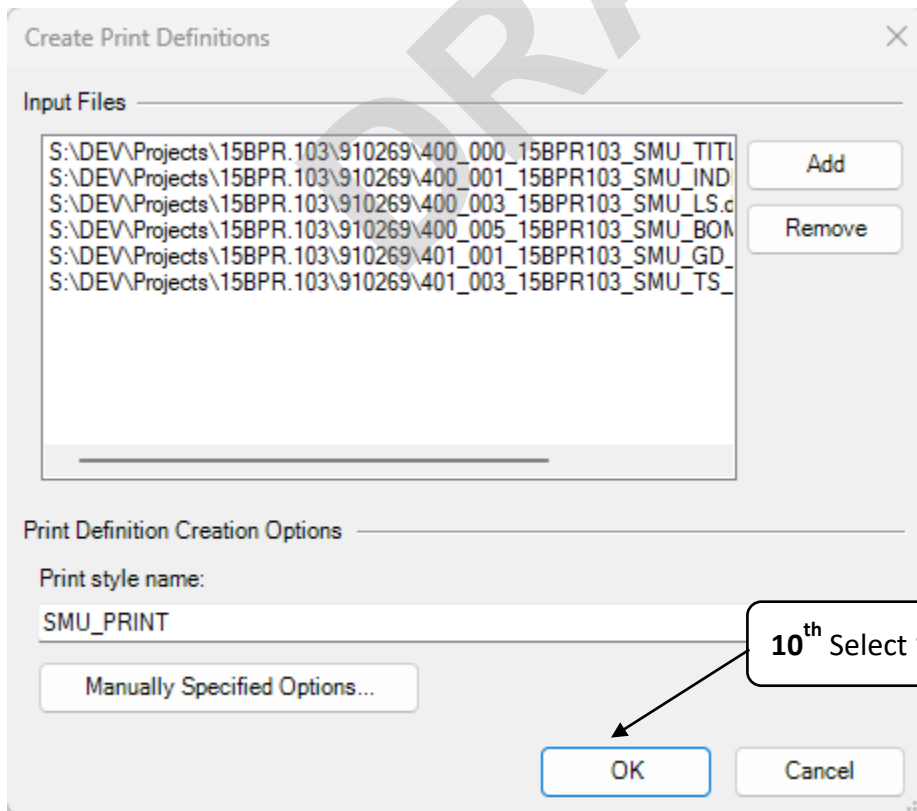 Create Print Definitions
Input Files
S:\DEV\Projects\15BPR.103\910269\400_000_15BPR103_SMU_TITL
S:\DEV\Projects\15BPR.103\910269\400_001_15BPR103_SMU_IND
S:\DEV\Projects\15BPR.103\910269\400_003_15BPR103_SMU_LS.d
S:\DEV\Projects\15BPR.103\910269\400_005_15BPR103_SMU_BOM
S:\DEV\Projects\15BPR.103\910269\401_001_15BPR103_SMU_GD_
S:\DEV\Projects\15BPR.103\910269\401_003_15BPR103_SMU_TS_
Add
Remove
Print Definition Creation Options
Print style name:
SMU_PRINT
10th Select
Manually Specified Options...
OK
Cancel